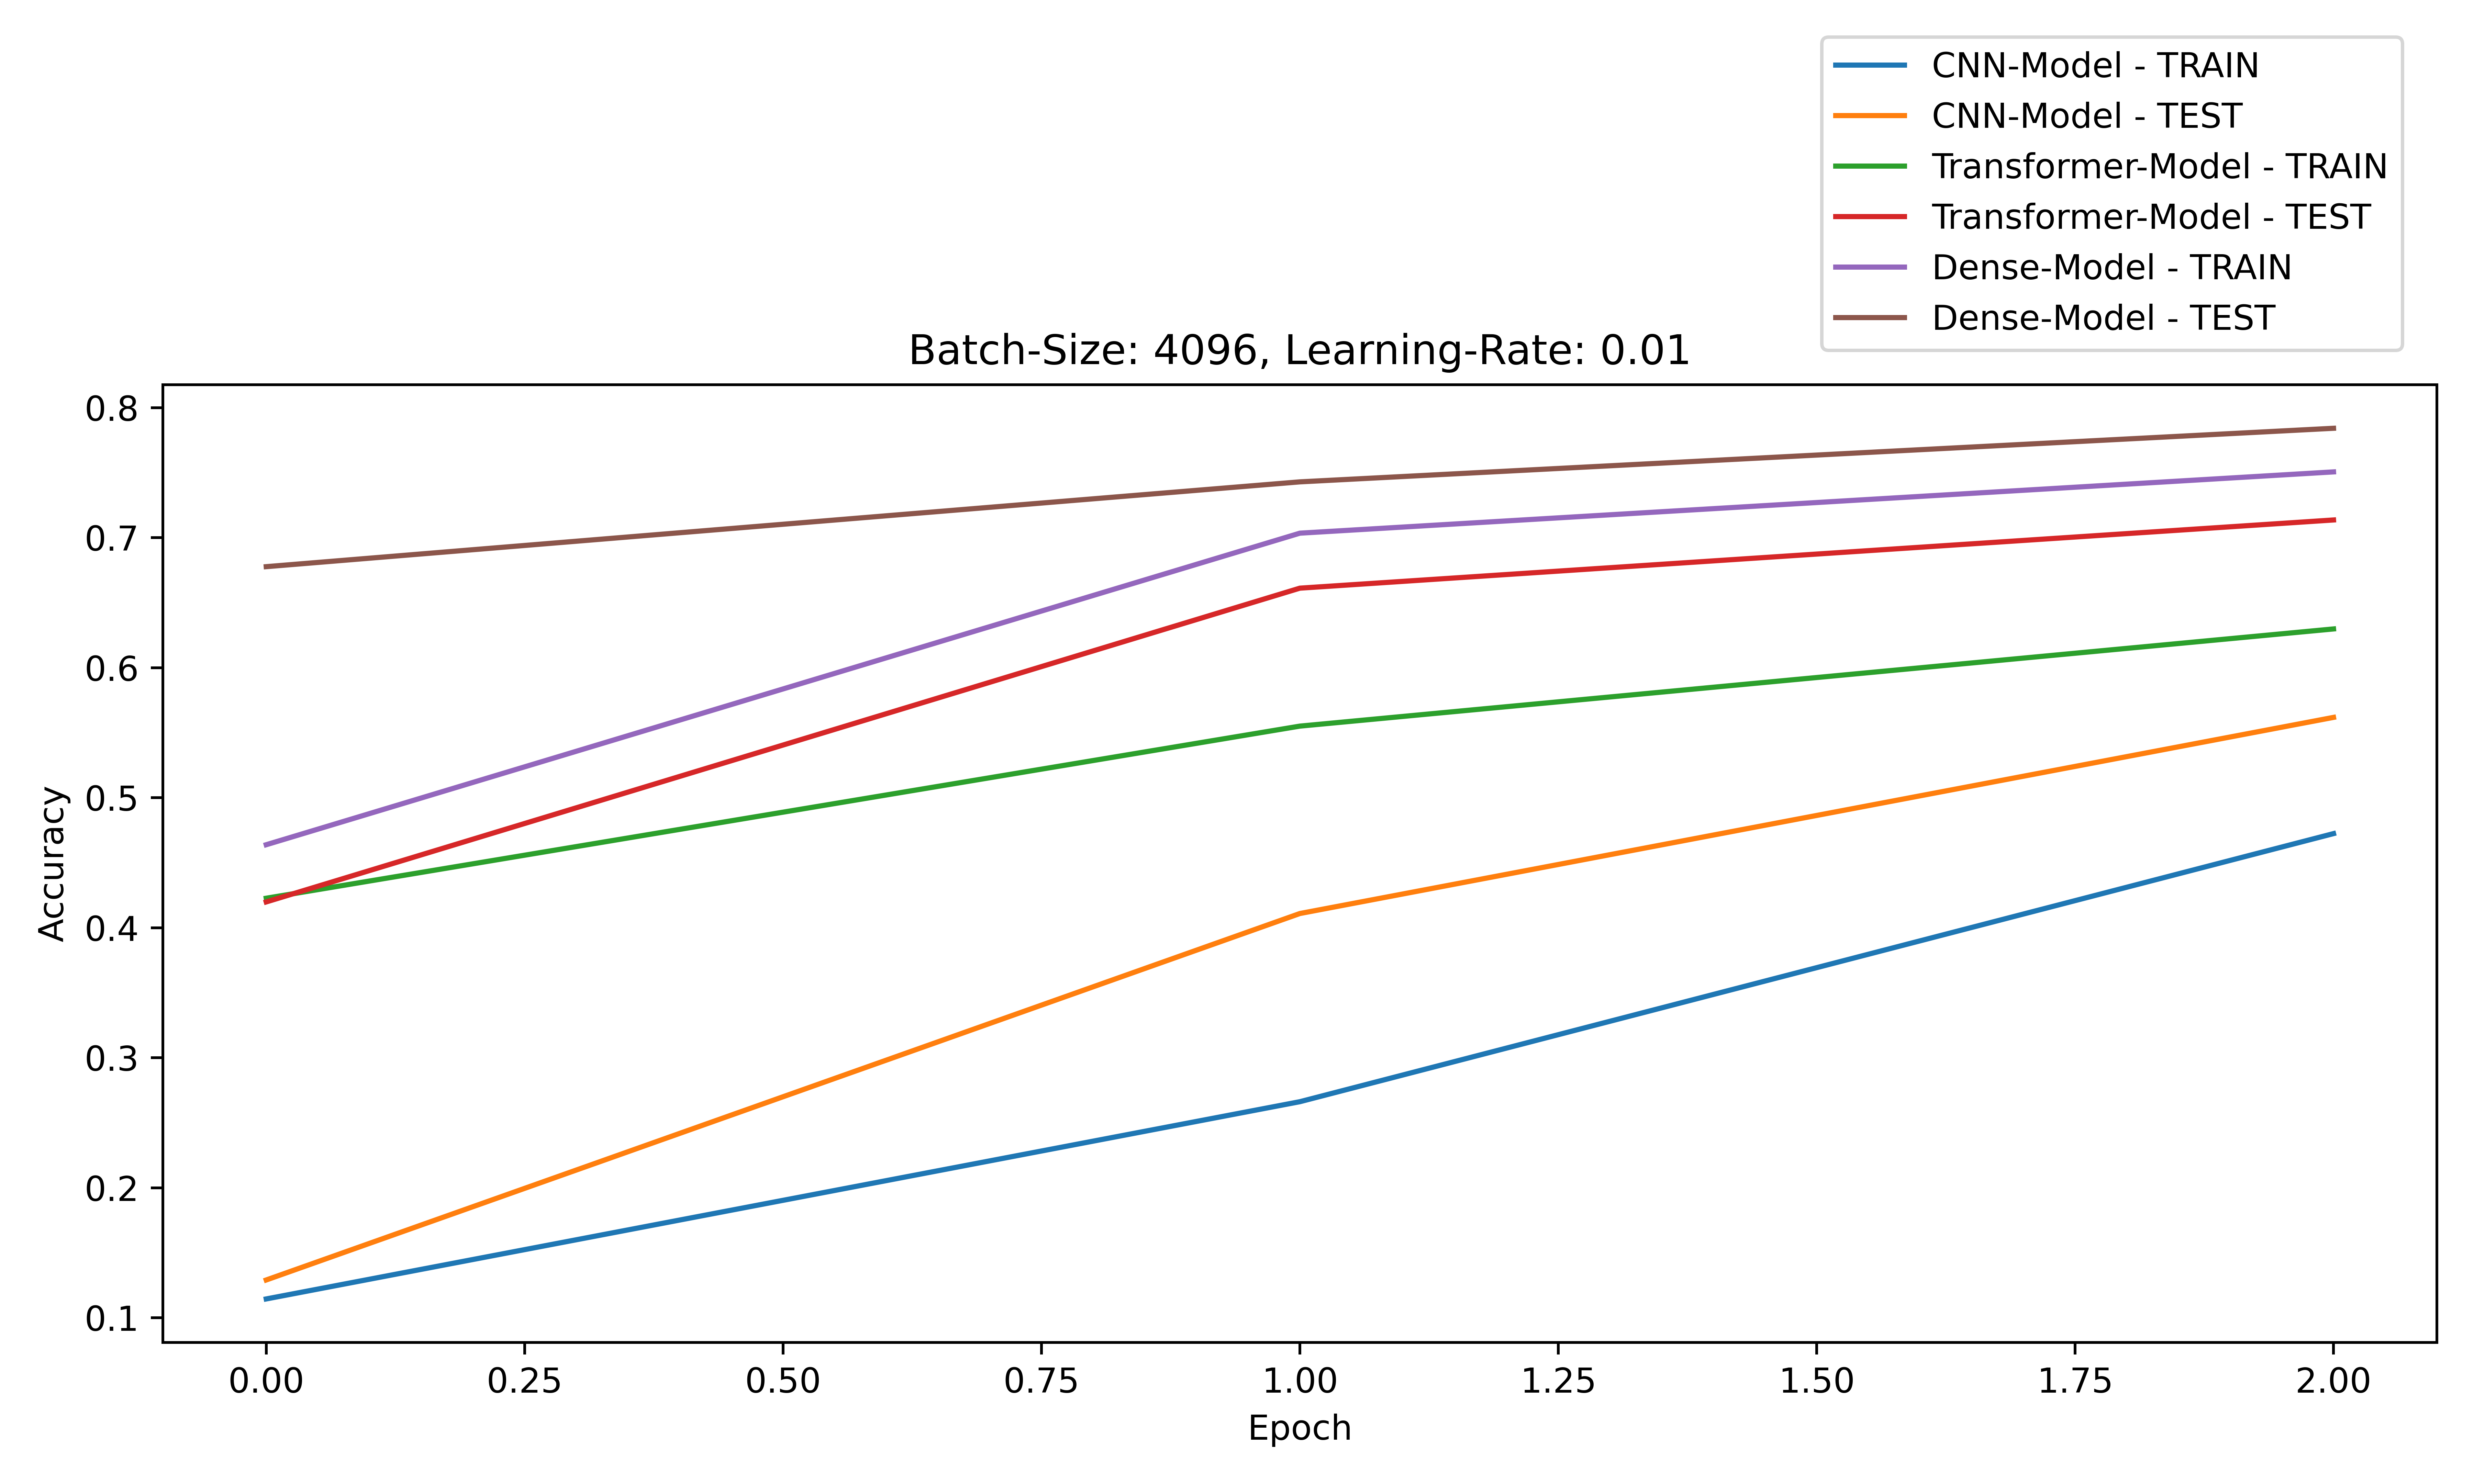 CNN-Model - TRAIN
CNN-Model - TEST
Transformer-Model - TRAIN
Transformer-Model - TEST
Dense-Model - TRAIN
Dense-Model - TEST
Batch-Size: 4096, Learning-Rate: 0.01
0.8
0.7
0.6
0.5
0.4
0.3
0.2
0.1
Accuracy
0.00 0.25 0.50 0.75 1.00 1.25 1.50 1.75 2.00
Epoch